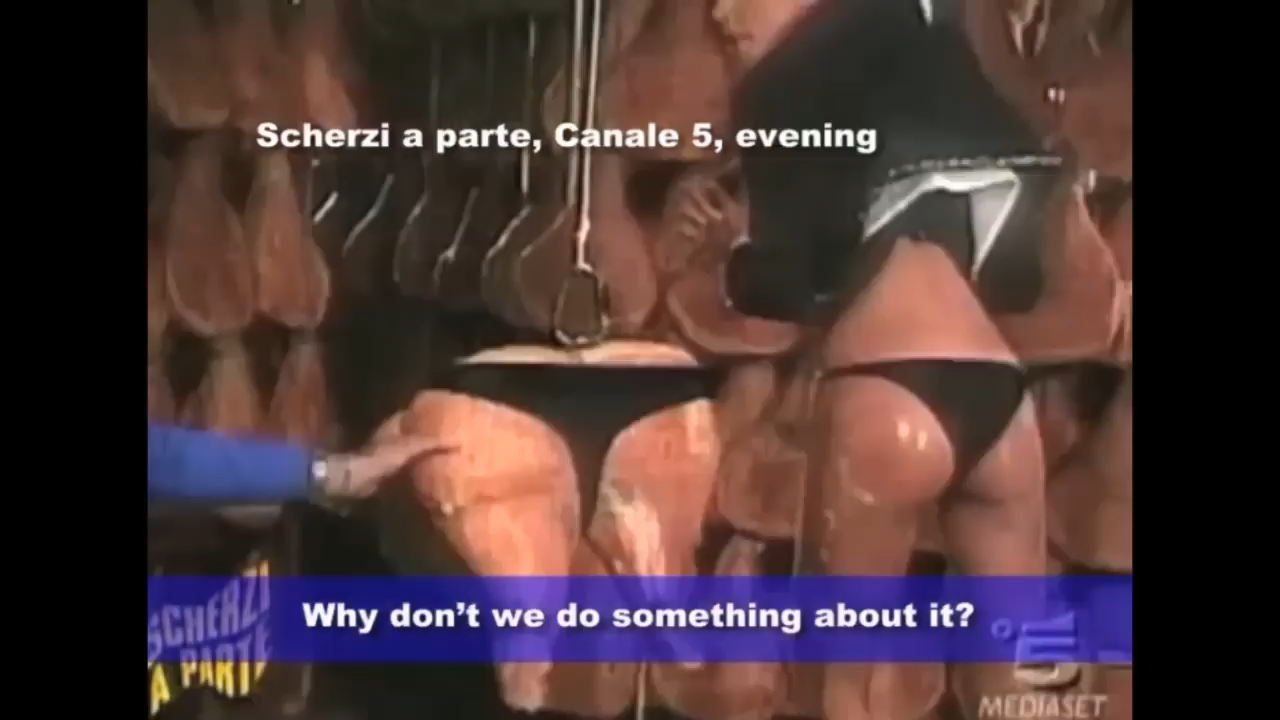 Scherzi a parte, Canale 5, evening
Why don't we do something about it?
SCHERZI
A PARTE
5
MEDIASET